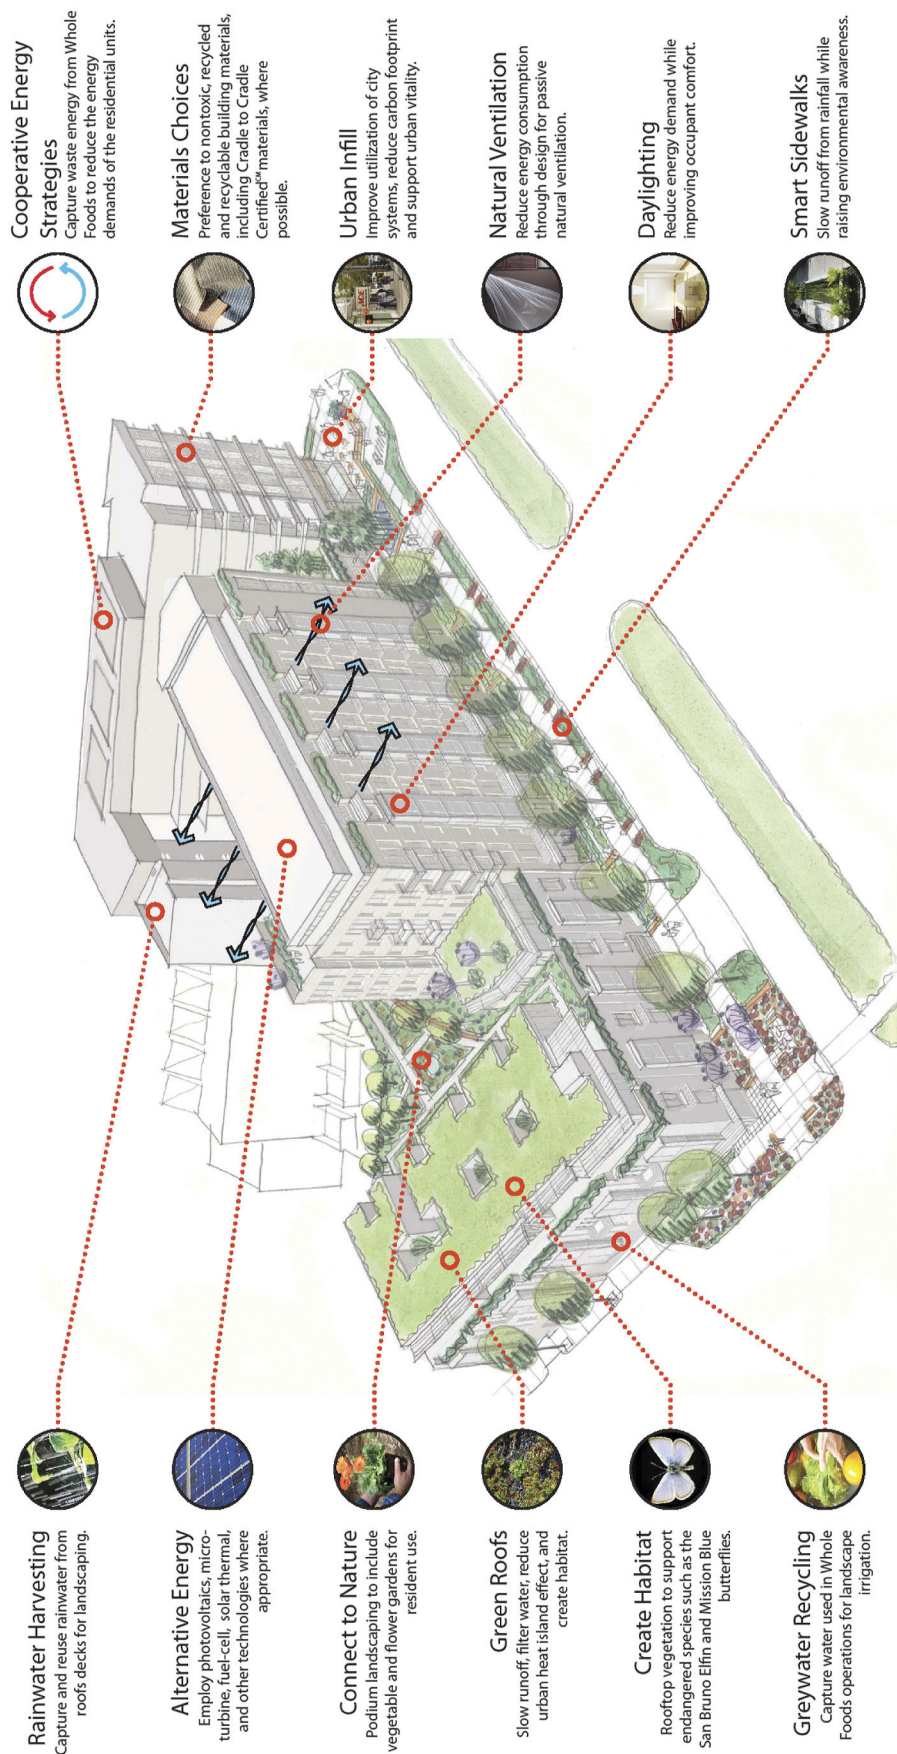 Rainwater Harvesting
Capture and reuse rainwater from
roofs decks for landscaping.
Alternative Energy
Employ photovoltaics, micro-
turbine, fuel-cell, solar thermal,
and other technologies where
appropriate.
Connect to Nature
Podium landscaping to include
vegetable and flower gardens for
resident use.
Green Roofs
Slow runoff, filter water, reduce
urban heat island effect, and
create habitat.
Create Habitat
Rooftop vegetation to support
endangered species such as the
San Bruno Elfin and Mission Blue
butterflies.
Greywater Recycling
Capture water used in Whole
Foods operations for landscape
irrigation.
Cooperative Energy
Strategies
Capture waste energy from Whole
Foods to reduce the energy
demands of the residential units.
Materials Choices
Preference to nontoxic, recycled
and recyclable building materials,
including Cradle to Cradle
Certified℠ materials, where
possible.
Urban Infill
Improve utilization of city
systems, reduce carbon footprint
and support urban vitality.
ACE
Natural Ventilation
Reduce energy consumption
through design for passive
natural ventilation.
Daylighting
Reduce energy demand while
improving occupant comfort.
Smart Sidewalks
Slow runoff from rainfall while
raising environmental awareness.